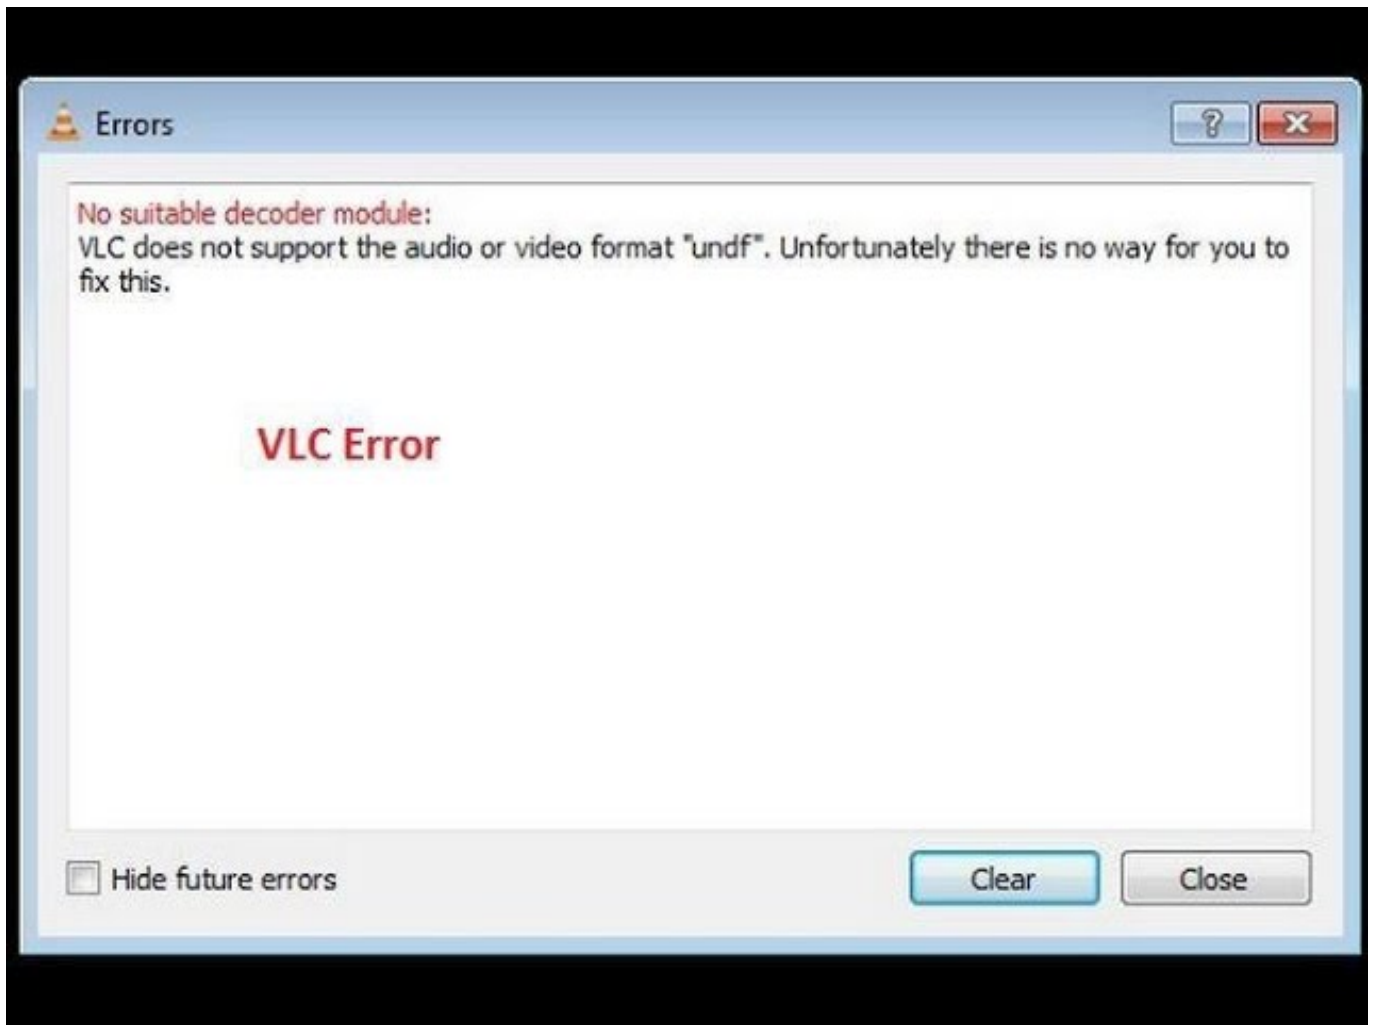 Errors
?
No suitable decoder module:
VLC does not support the audio or video format "undf". Unfortunately there is no way for you to
fix this.
VLC Error
Hide future errors
Clear
Close